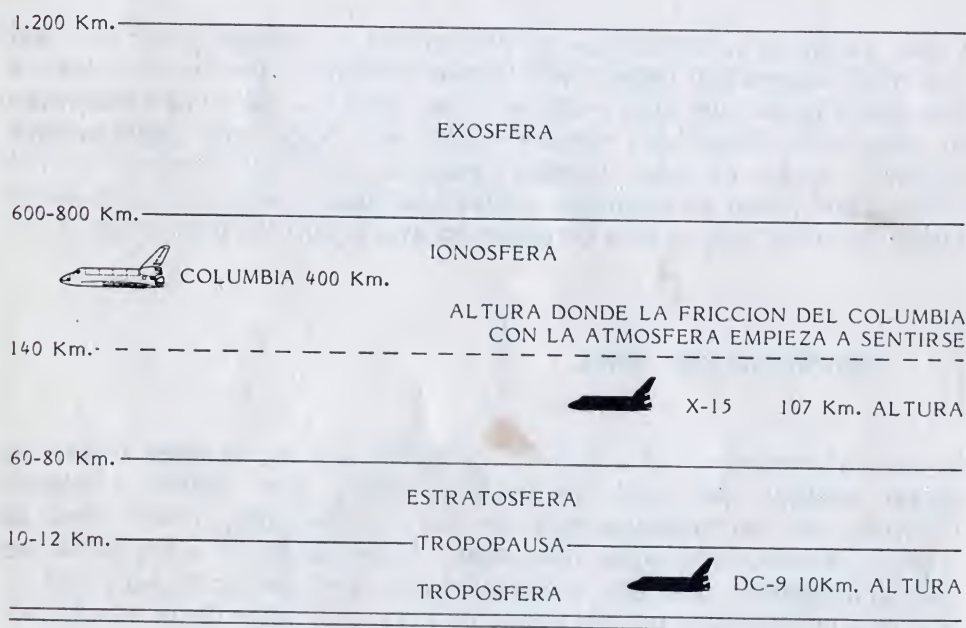 1.200 Km.
EXOSFERA
600-800 Km.
IONOSFERA
COLUMBIA 400 Km.
ALTURA DONDE LA FRICCION DEL COLUMBIA
CON LA ATMOSFERA EMPIEZA A SENTIRSE
140 Km.
X-15 107 Km. ALTURA
60-80 Km.
ESTRATOSFERA
10-12 Km.
TROPOPAUSA
DC-9 10Km. ALTURA
TROPOSFERA